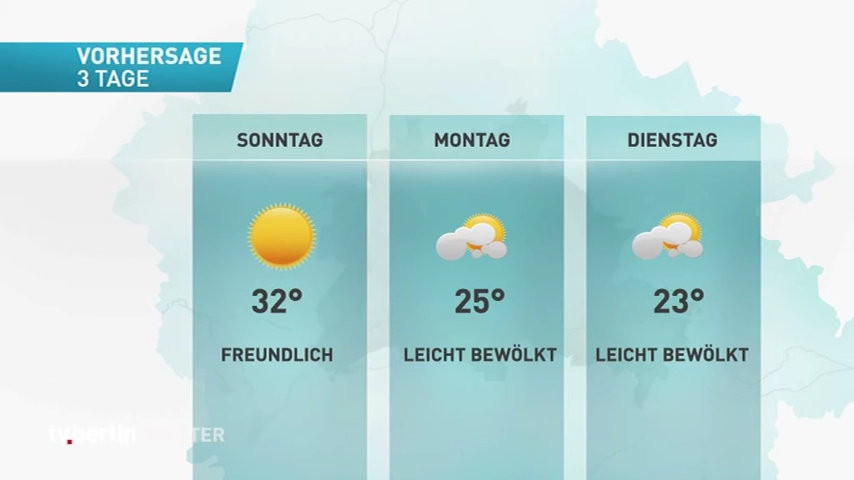 VORHERSAGE
3 TAGE
SONNTAG
MONTAG
DIENSTAG
32°
25°
23°
FREUNDLICH
LEICHT BEWÖLKT
LEICHT BEWÖLKT
tv.berlin